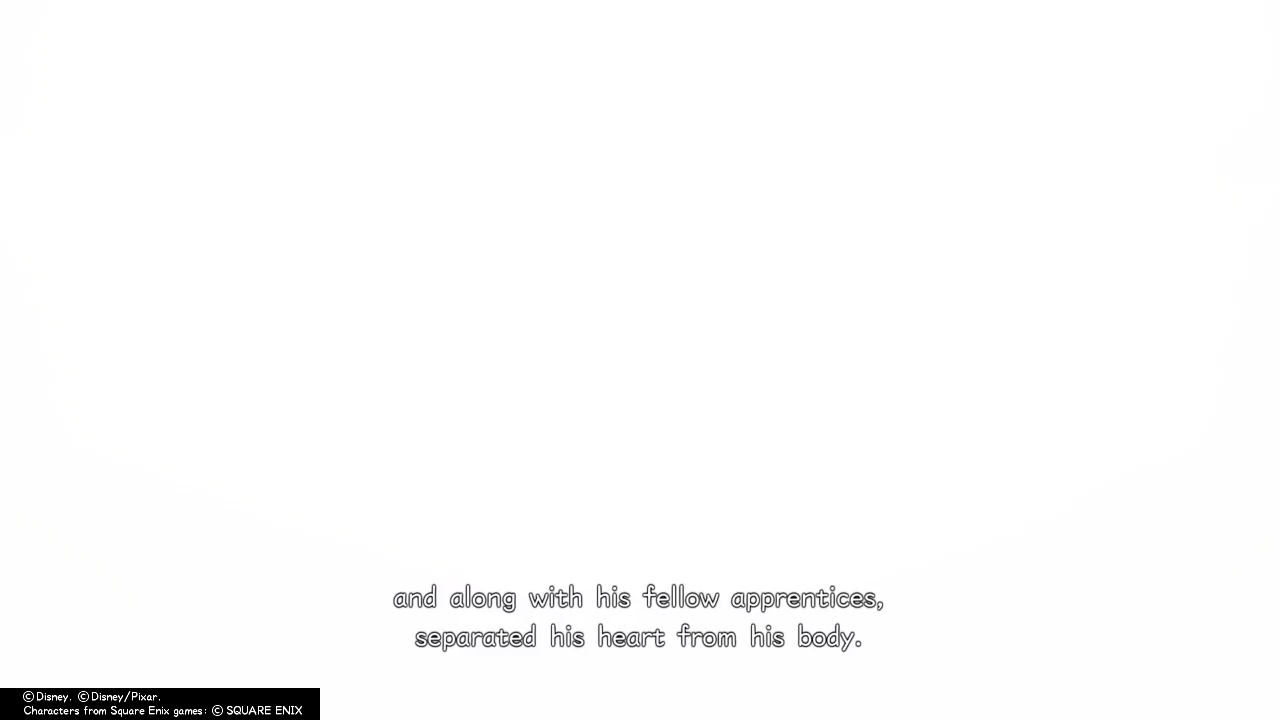 and along with his fellow apprentices,
separated his heart from his body.
©Disney. ©Disney/Pixar.
Characters from Square Enix games: © SQUARE ENIX